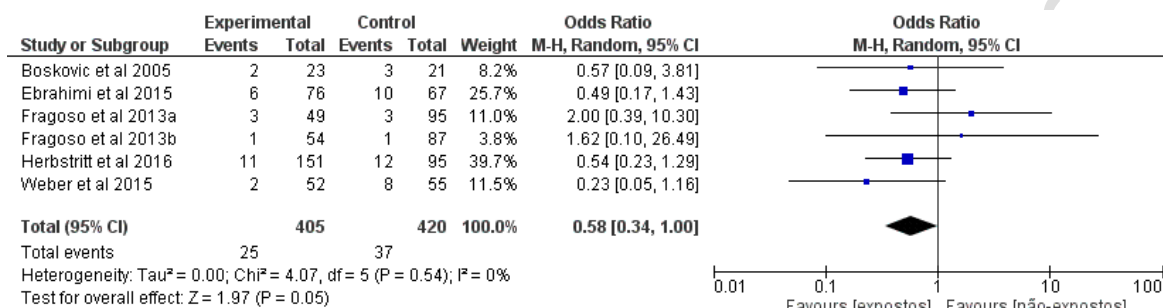 Experimental Control Odds Ratio Odds Ratio
Study or Subgroup Events Total Events Total Weight M-H, Random, 95% CI M-H, Random, 95% CI
Boskovic et al 2005 2 23 3 21 8.2% 0.57 [0.09, 3.81]
Ebrahimi et al 2015 6 76 10 67 25.7% 0.49 [0.17, 1.43]
Fragoso et al 2013a 3 49 3 95 11.0% 2.00 [0.39, 10.30]
Fragoso et al 2013b 1 54 1 87 3.8% 1.62 [0.10, 26.49]
Herbstritt et al 2016 11 151 12 95 39.7% 0.54 [0.23, 1.29]
Weber et al 2015 2 52 8 55 11.5% 0.23 [0.05, 1.16]
Total (95% CI) 405 420 100.0% 0.58 [0.34, 1.00]
Total events 25 37
Heterogeneity: Tau² = 0.00; Chi² = 4.07, df = 5 (P = 0.54); I² = 0%
Test for overall effect: Z = 1.97 (P = 0.05)
0.01 0.1 1 10 100
Favours [expostos] Favours [não-expostos]